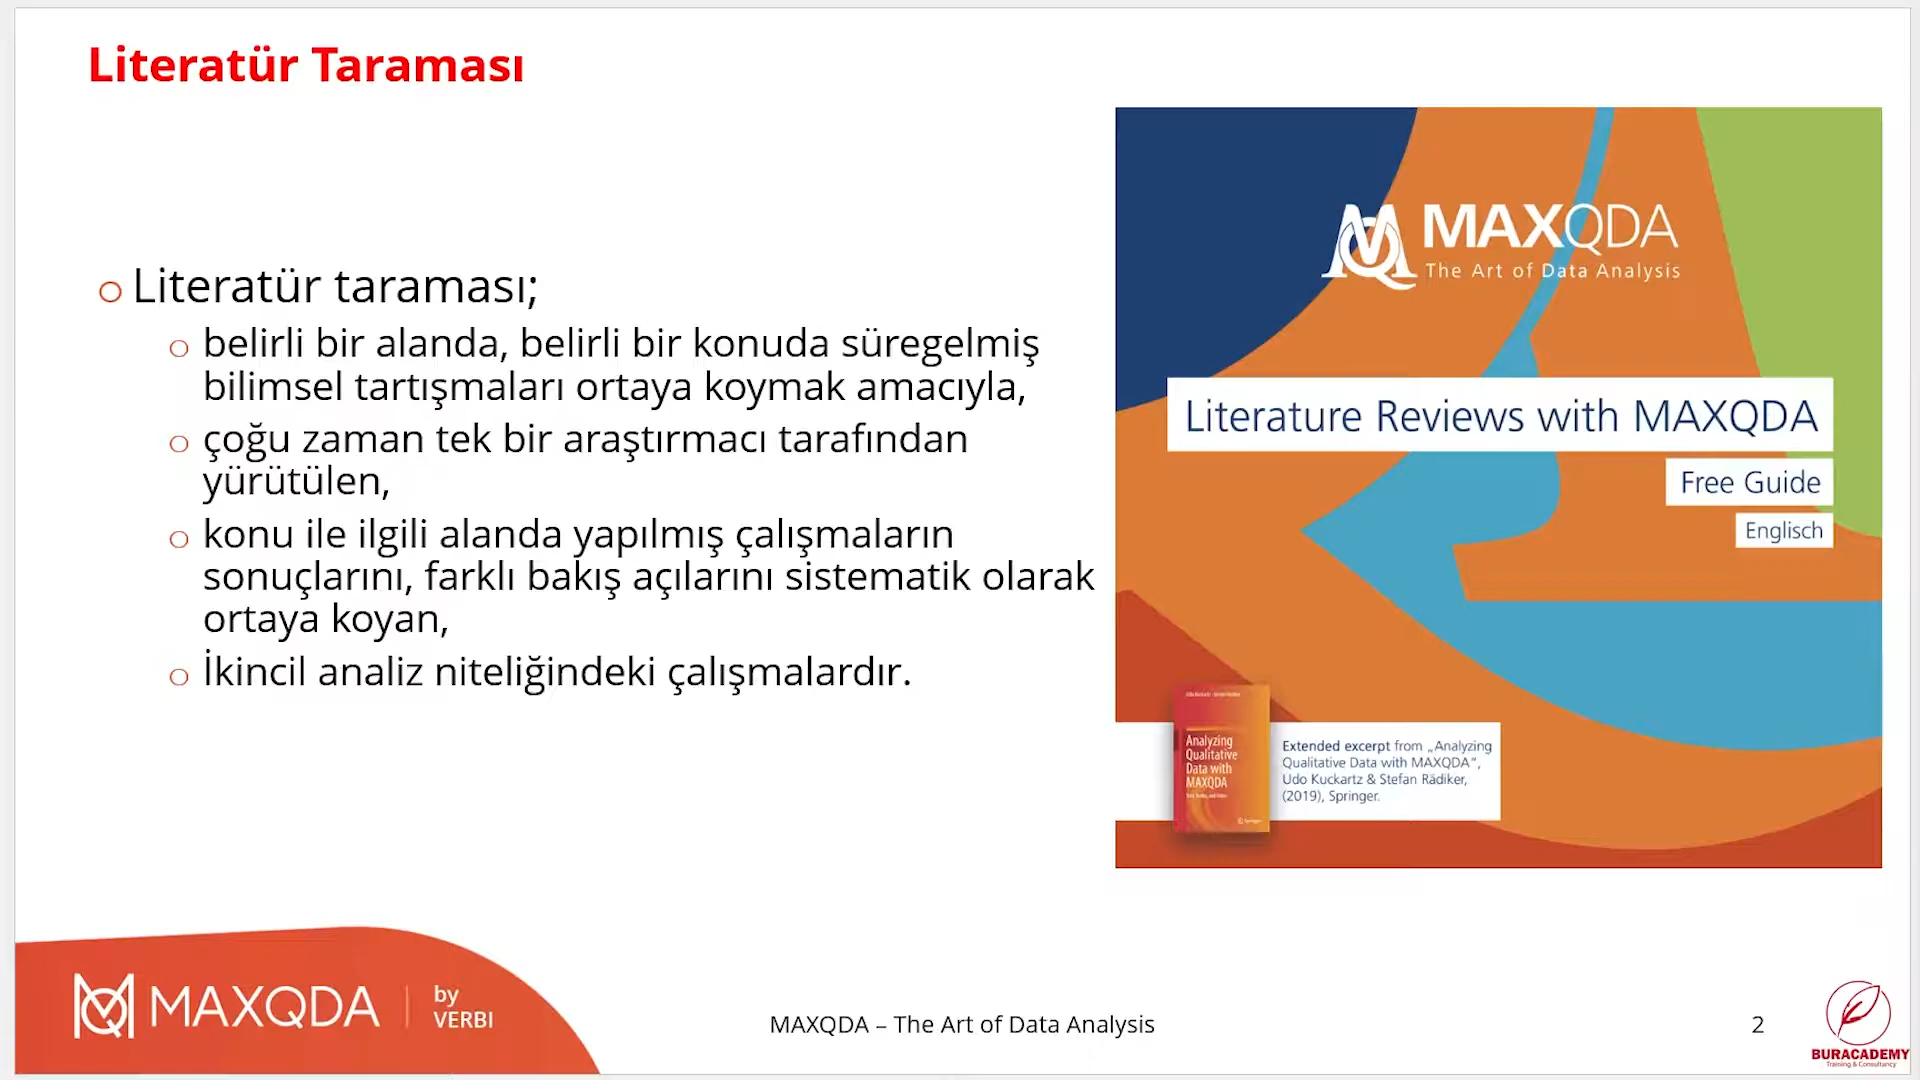 Literatür Taraması
o Literatür taraması;
o belirli bir alanda, belirli bir konuda süregelmiş
bilimsel tartışmaları ortaya koymak amacıyla,
o çoğu zaman tek bir araştırmacı tarafından
yürütülen,
o konu ile ilgili alanda yapılmış çalışmaların
sonuçlarını, farklı bakış açılarını sistematik olarak
ortaya koyan,
o İkincil analiz niteliğindeki çalışmalardır.
MAXQDA
The Art of Data Analysis
Literature Reviews with MAXQDA
Free Guide
Englisch
Analyzing
Qualitative
Data with
MAXQDA
Extended excerpt from „Analyzing
Qualitative Data with MAXQDA“,
Udo Kuckartz & Stefan Rädiker,
(2019), Springer.
MAXQDA
by
VERBI
MAXQDA – The Art of Data Analysis
2
BURACADEMY
Training & Consultancy